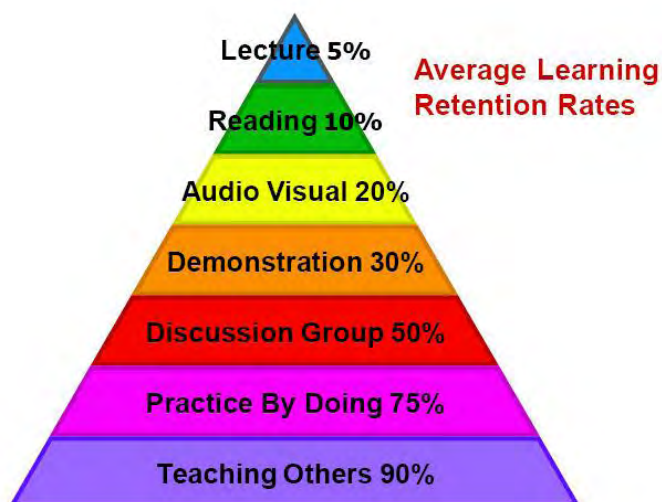 Lecture 5%
Average Learning
Retention Rates
Reading 10%
Audio Visual 20%
Demonstration 30%
Discussion Group 50%
Practice By Doing 75%
Teaching Others 90%